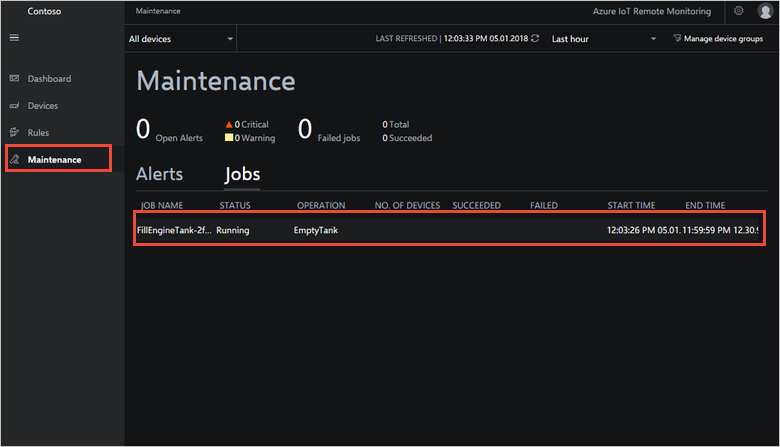 Contoso
Maintenance
Azure IoT Remote Monitoring
All devices
LAST REFRESHED | 12:03:33 PM 05.01.2018
Last hour
Manage device groups
Dashboard
Devices
Rules
Maintenance
Maintenance
0 Open Alerts
0 Critical
0 Warning
0 Failed jobs
0 Total
0 Succeeded
Alerts Jobs
JOB NAME STATUS OPERATION NO. OF DEVICES SUCCEEDED FAILED START TIME END TIME
FillEngineTank-2f... Running EmptyTank 12:03:26 PM 05.01. 11:59:59 PM 12.30.9